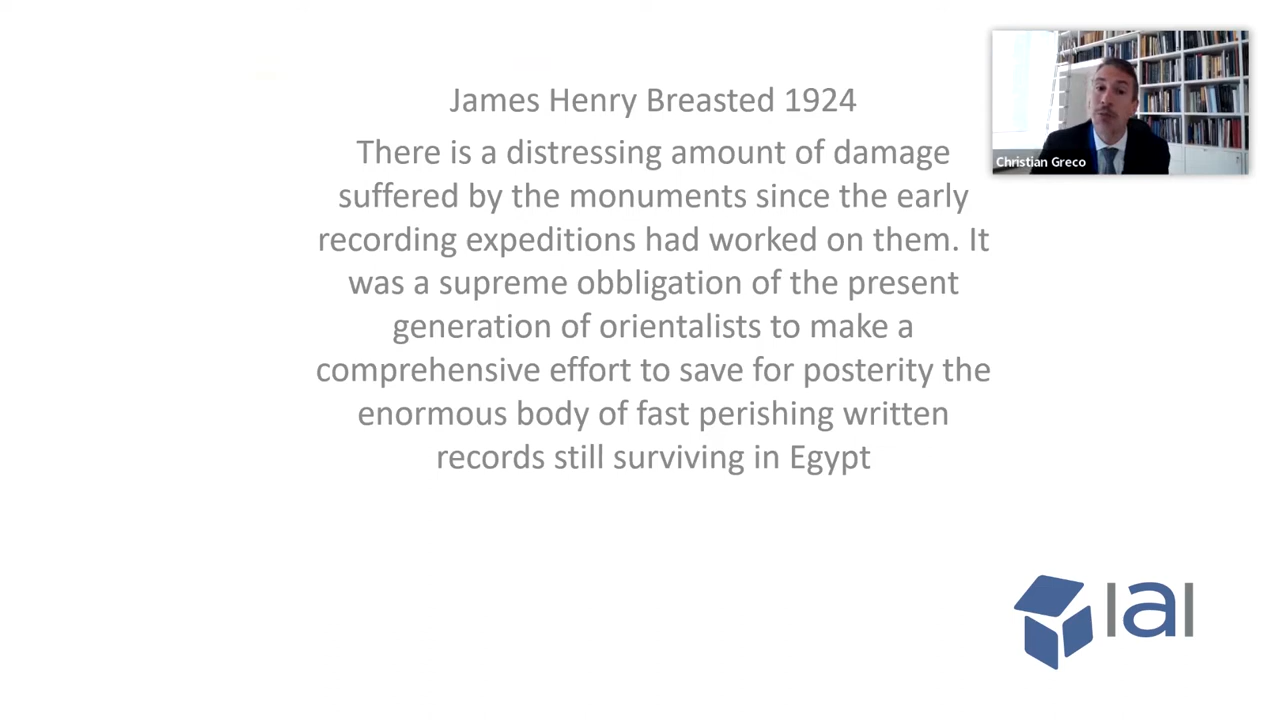 James Henry Breasted 1924
There is a distressing amount of damage
suffered by the monuments since the early
recording expeditions had worked on them. It
was a supreme obbligation of the present
generation of orientalists to make a
comprehensive effort to save for posterity the
enormous body of fast perishing written
records still surviving in Egypt
Christian Greco
IaI